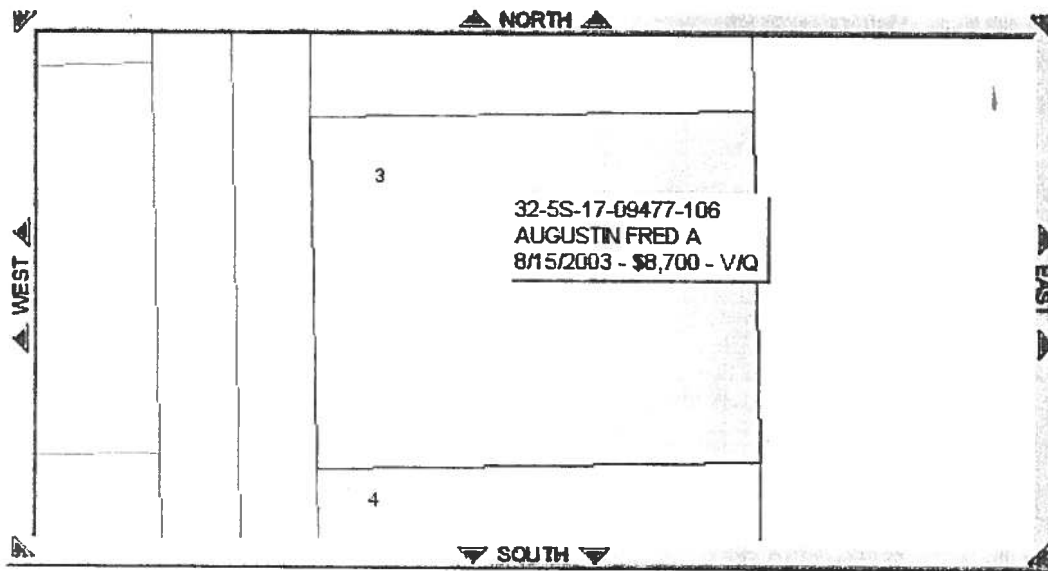 NORTH
3
32-5S-17-09477-106
AUGUSTIN FRED A
8/15/2003 - $8,700 - V/Q
WEST
EAST
4
SOUTH